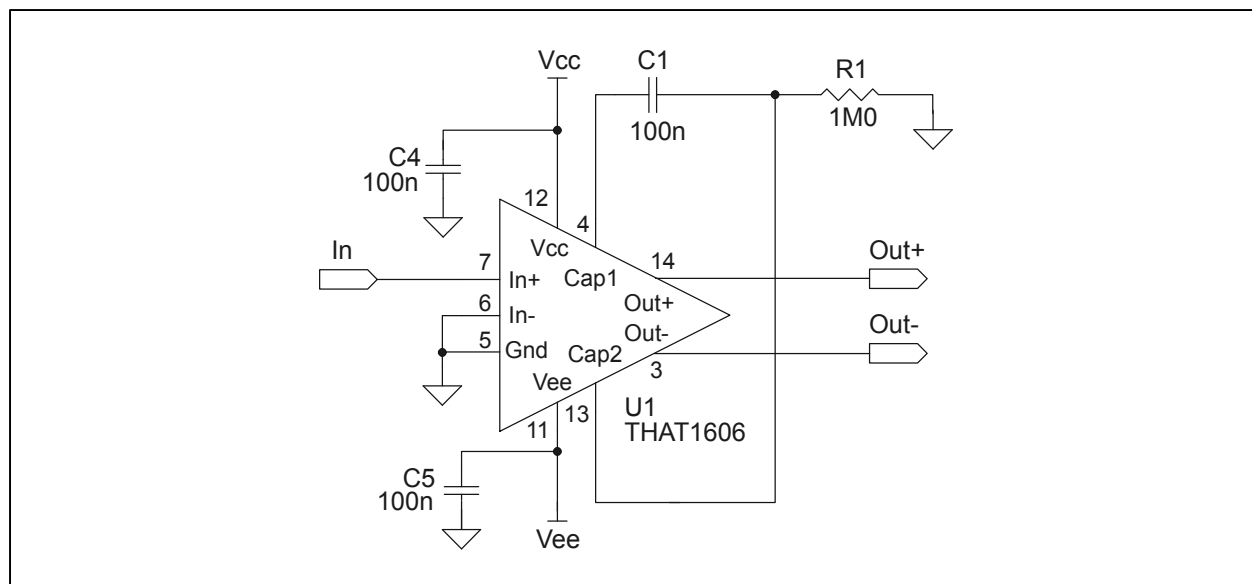 Vcc
C1
R1
100n
1M0
C4
100n
12
4
In
Vcc
7
In+
Cap1
14
Out+
6
In-
Out+
Out-
5
Gnd
Cap2
3
Out-
Vee
13
11
U1
THAT1606
C5
100n
Vee